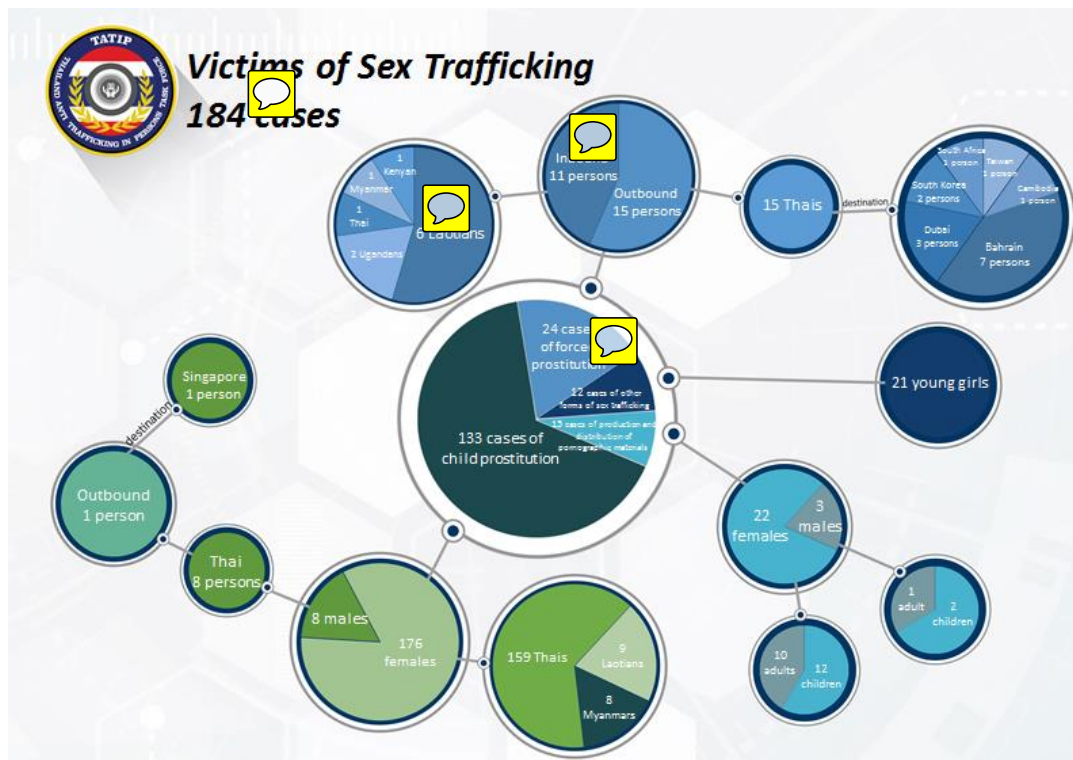 TATIP
THAILAND ANTI TRAFFICKING IN PERSONS TASK FORCE
Victims of Sex Trafficking
184 cases
1
Kenyan
1
Myanmar
1
Thai
2 Ugandans
6 Laotians
11 persons
Outbound
15 persons
15 Thais
destination
South Africa
1 person
Taiwan
1 person
Cambodia
1 person
South Korea
2 persons
Dubai
3 persons
Bahrain
7 persons
24 cases
of forced
prostitution
12 cases of other
forms of sex trafficking
15 cases of production and
distribution of
pornographic materials
133 cases of
child prostitution
21 young girls
Singapore
1 person
destination
Outbound
1 person
Thai
8 persons
8 males
176
females
159 Thais
9
Laotians
8
Myanmars
22
females
3
males
1
adult
2
children
10
adults
12
children